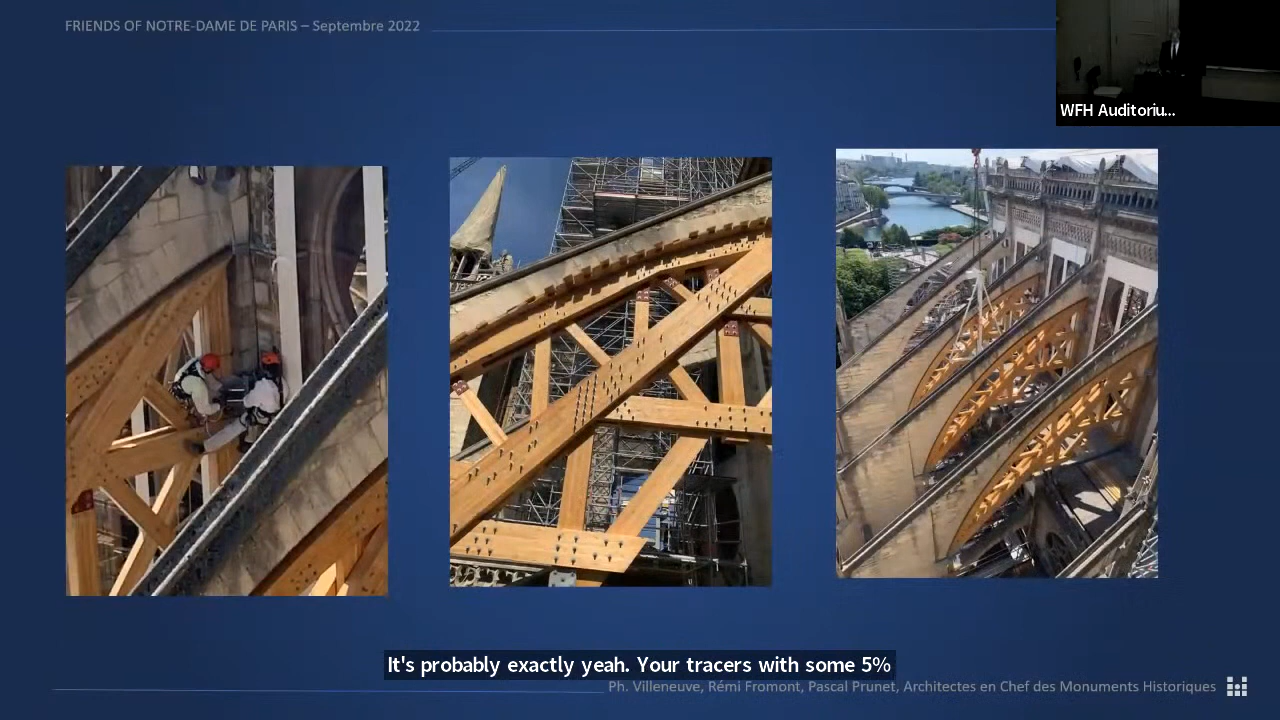 FRIENDS OF NOTRE-DAME DE PARIS – Septembre 2022
WFH Auditoriu...
It's probably exactly yeah. Your tracers with some 5%
Ph. Villeneuve, Rémi Fromont, Pascal Prunet, Architectes en Chef des Monuments Historiques